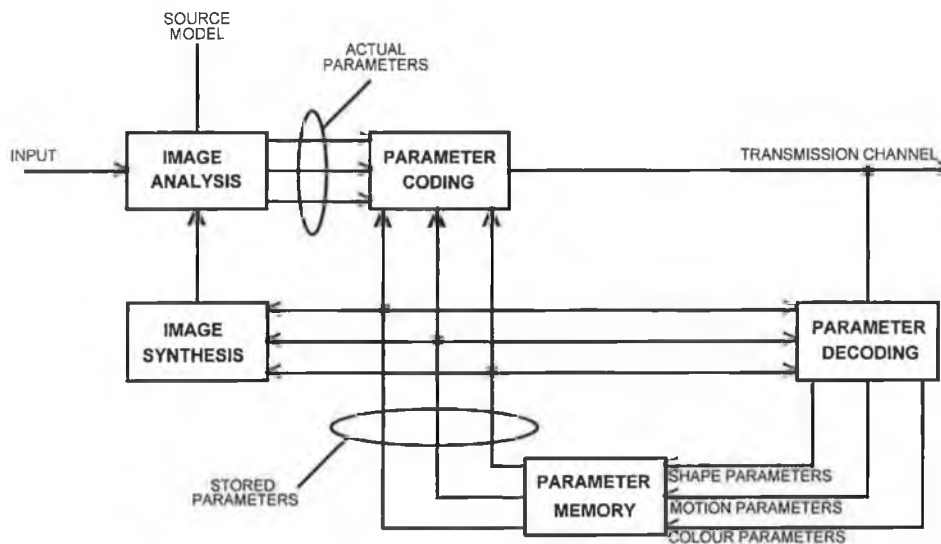 SOURCE
MODEL
ACTUAL
PARAMETERS
INPUT
IMAGE
ANALYSIS
PARAMETER
CODING
TRANSMISSION CHANNEL
IMAGE
SYNTHESIS
PARAMETER
DECODING
STORED
PARAMETERS
PARAMETER
MEMORY
SHAPE PARAMETERS
MOTION PARAMETERS
COLOUR PARAMETERS